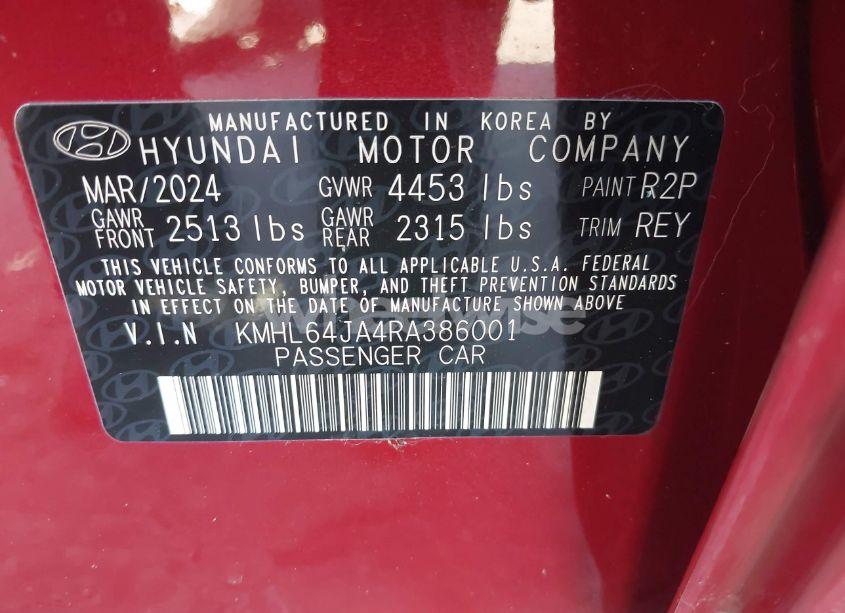 MANUFACTURED IN KOREA BY
HYUNDAI MOTOR COMPANY
MAR/2024 GVWR 4453 lbs PAINT R2P
GAWR FRONT 2513 lbs GAWR REAR 2315 lbs TRIM REY
THIS VEHICLE CONFORMS TO ALL APPLICABLE U.S.A. FEDERAL
MOTOR VEHICLE SAFETY, BUMPER, AND THEFT PREVENTION STANDARDS
IN EFFECT ON THE DATE OF MANUFACTURE SHOWN ABOVE
V.I.N KMHL64JA4RA386001
PASSENGER CAR